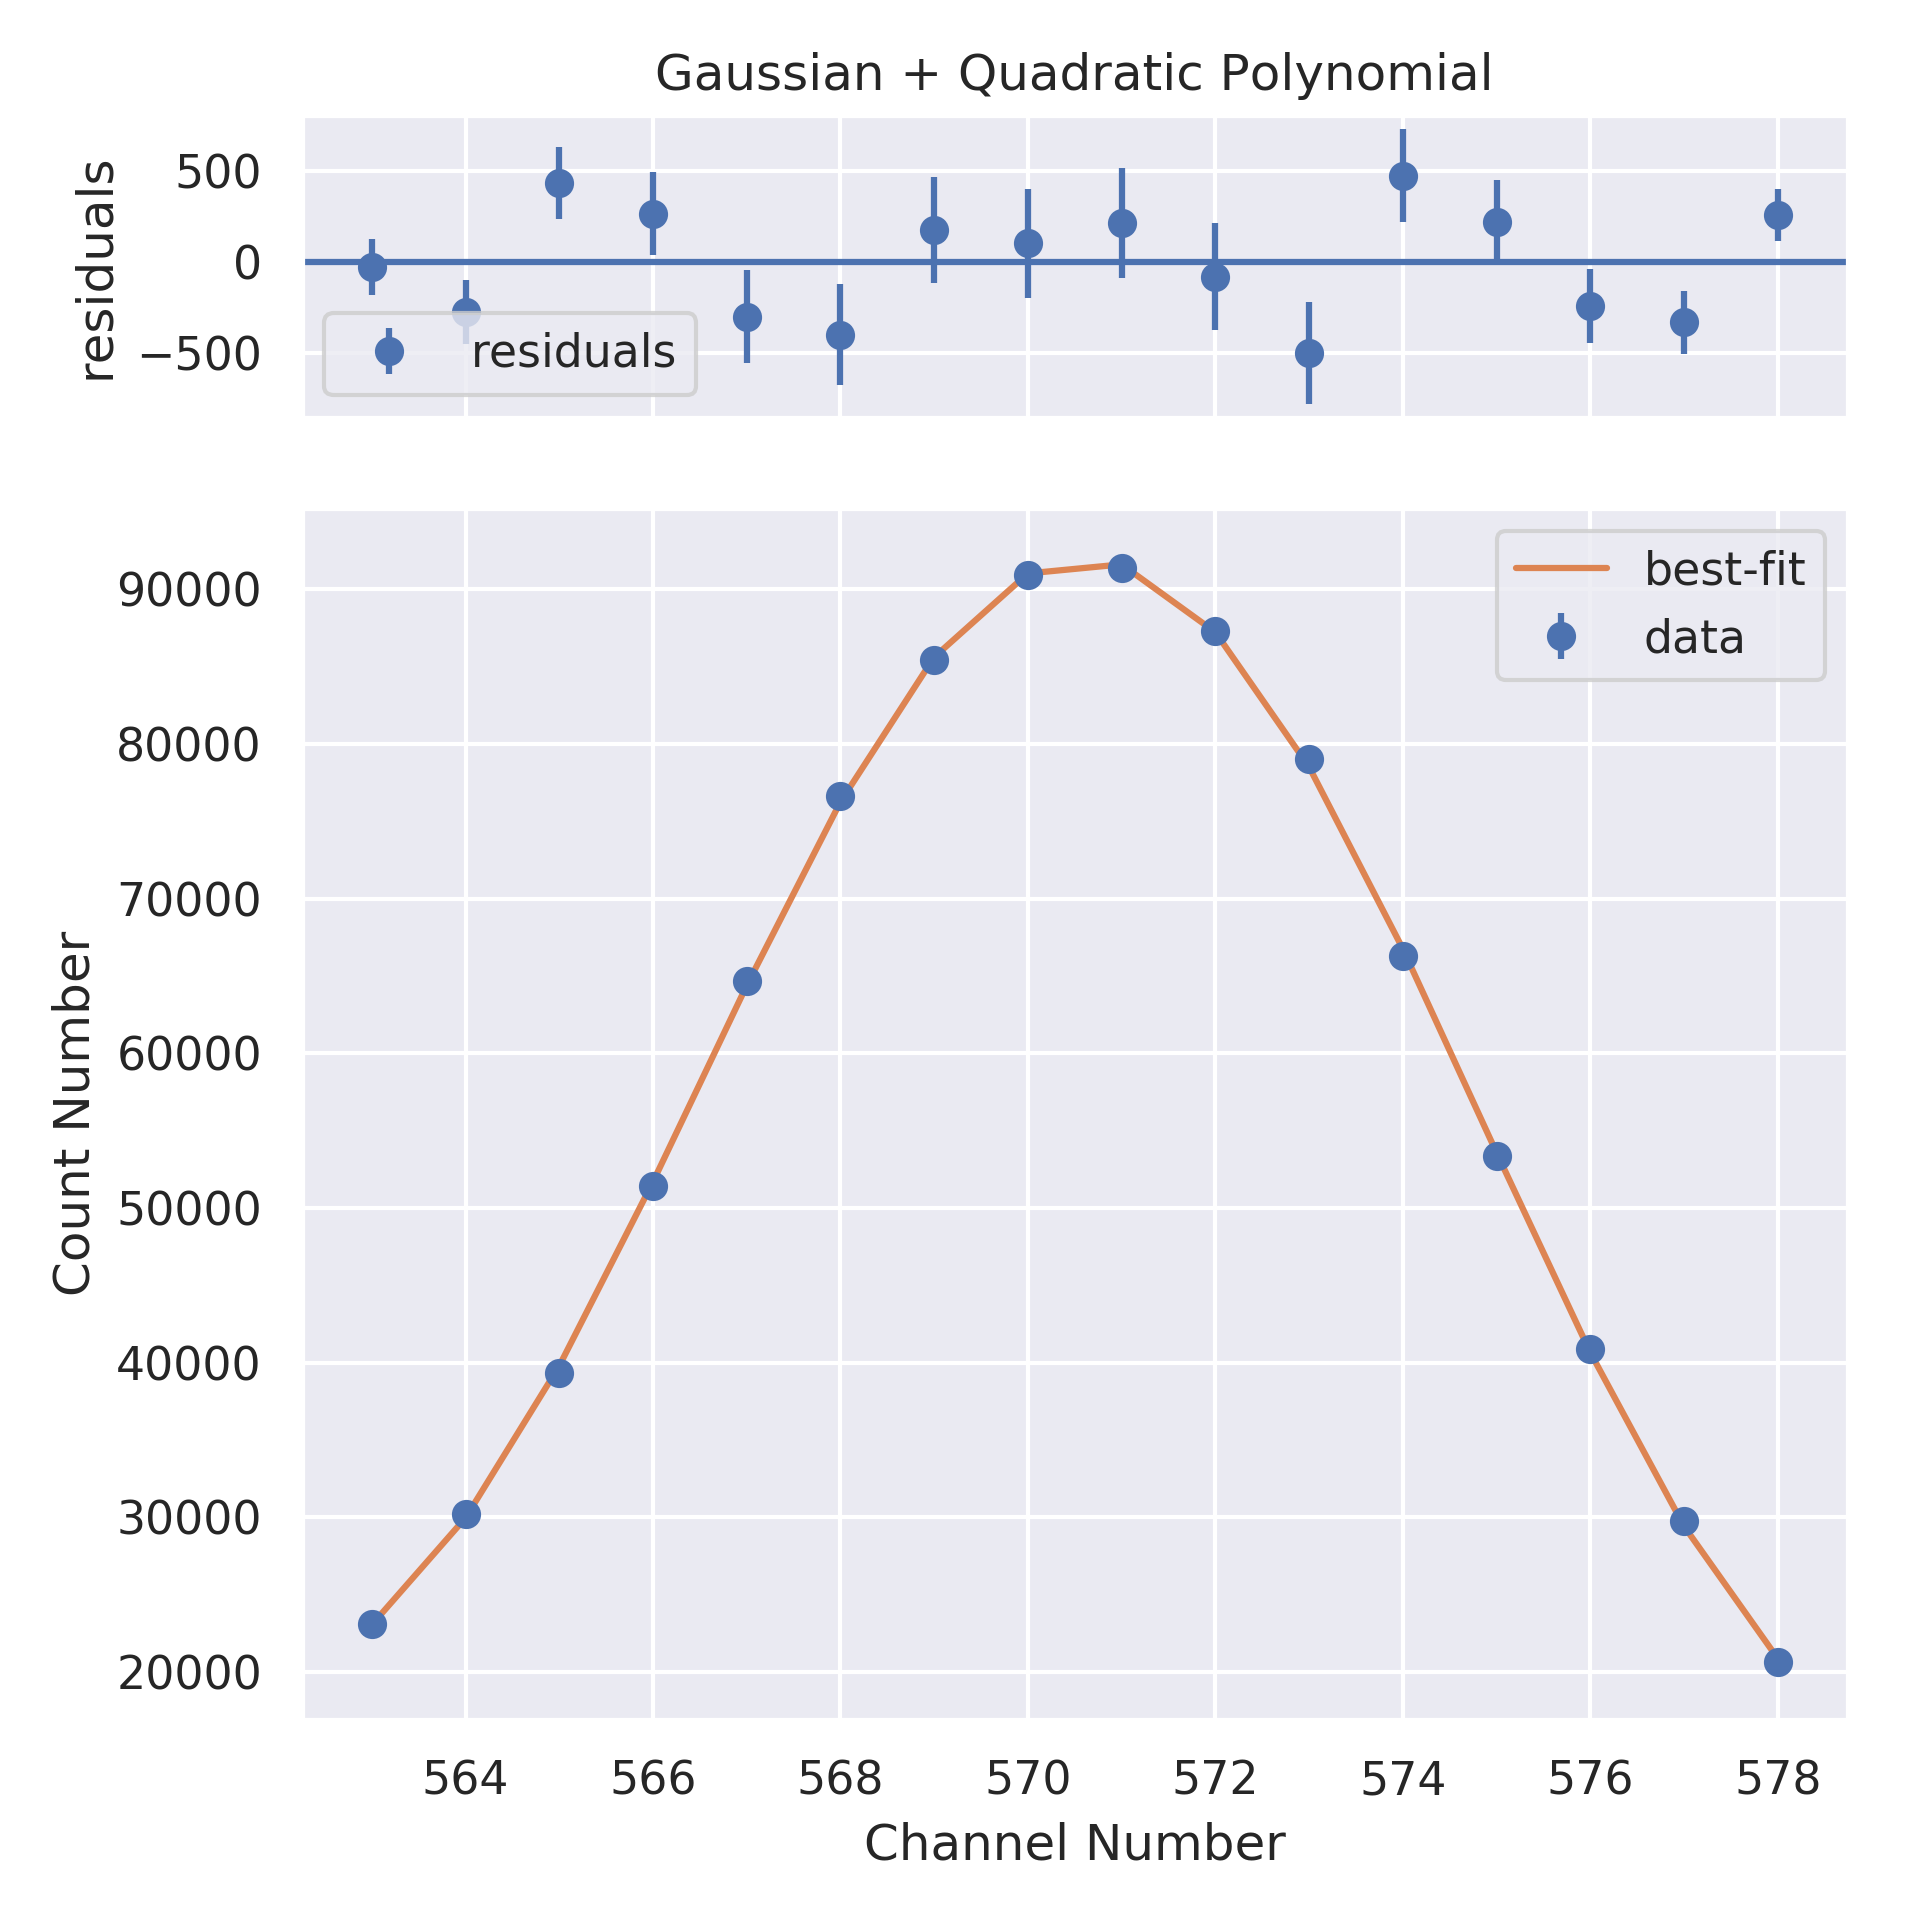 Gaussian + Quadratic Polynomial
residuals
500
0
−500
residuals
Count Number
90000
80000
70000
60000
50000
40000
30000
20000
best-fit
data
564 566 568 570 572 574 576 578
Channel Number